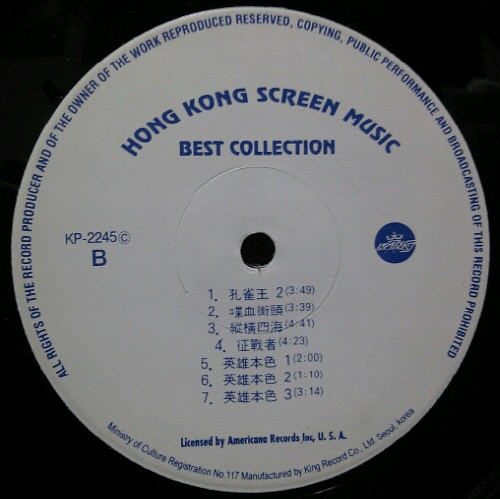 ALL RIGHTS OF THE RECORD PRODUCER AND OF THE OWNER OF THE WORK REPRODUCED RESERVED, COPYING, PUBLIC PERFORMANCE AND BROADCASTING OF THIS RECORD PROHIBITED
HONG KONG SCREEN MUSIC
BEST COLLECTION
KP-2245 ©
B
1. 孔雀王 2 (3:49)
2. 喋血街頭 (3:39)
3. 縱橫四海 (4:41)
4. 征戰者 (4:23)
5. 英雄本色 1 (2:00)
6. 英雄本色 2 (1:10)
7. 英雄本色 3 (3:14)
Licensed by Americana Records Inc, U. S. A.
Ministry of Culture Registration No.117 Manufactured by King Record Co., Ltd. Seoul, korea